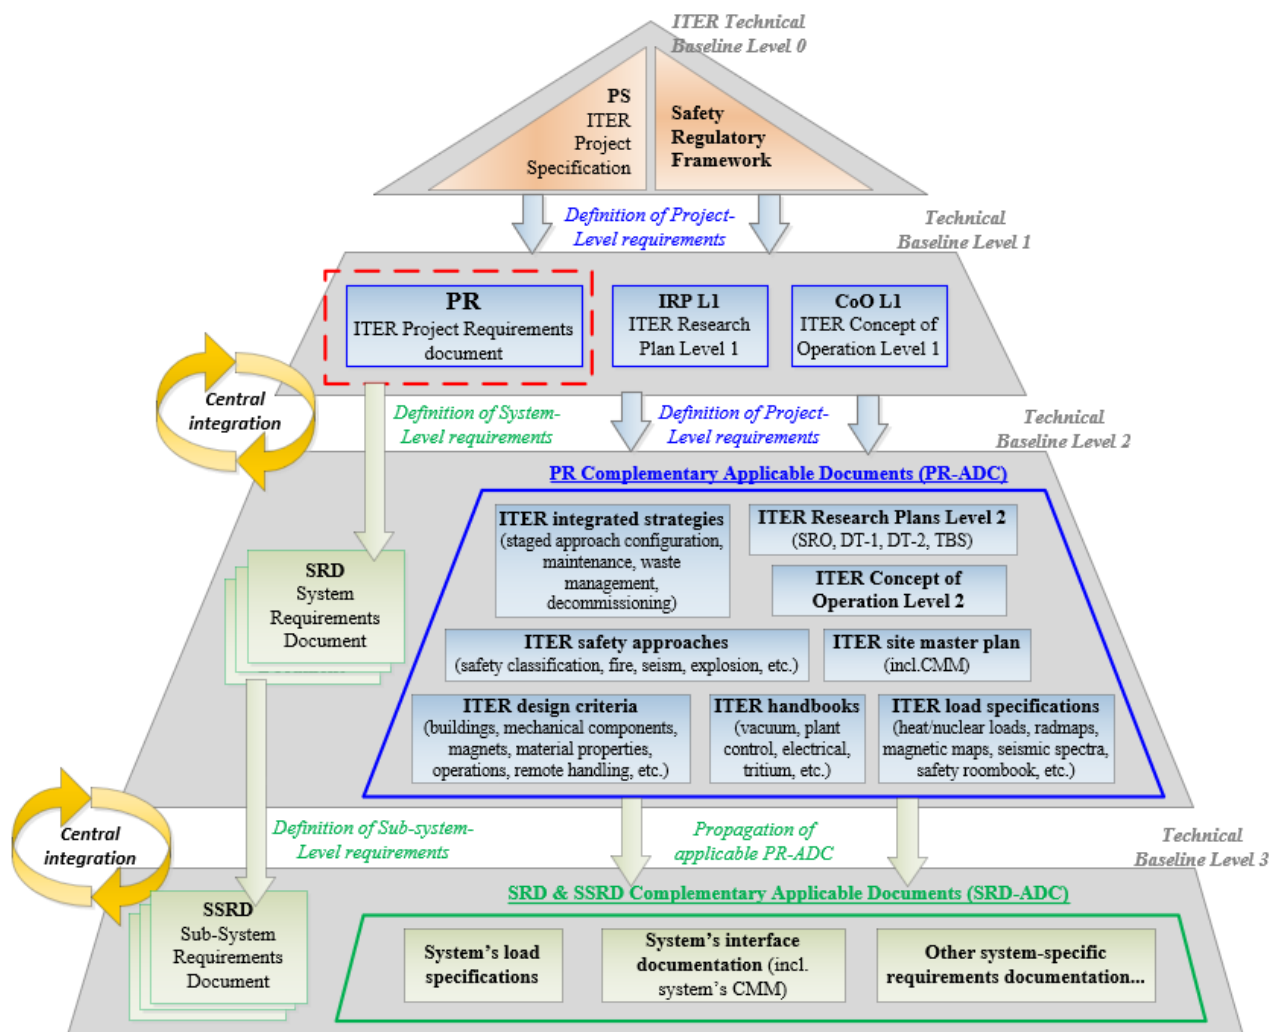 ITER Technical
Baseline Level 0
PS
ITER
Project
Specification
Safety
Regulatory
Framework
Definition of Project-
Level requirements
Technical
Baseline Level 1
PR
ITER Project Requirements
document
IRP L1
ITER Research
Plan Level 1
CoO L1
ITER Concept of
Operation Level 1
Central
integration
Definition of System-
Level requirements
Definition of Project-
Level requirements
Technical
Baseline Level 2
PR Complementary Applicable Documents (PR-ADC)
ITER integrated strategies
(staged approach configuration,
maintenance, waste
management,
decommissioning)
ITER Research Plans Level 2
(SRO, DT-1, DT-2, TBS)
ITER Concept of
Operation Level 2
SRD
System
Requirements
Document
ITER safety approaches
(safety classification, fire, seism, explosion, etc.)
ITER site master plan
(incl.CMM)
ITER design criteria
(buildings, mechanical components,
magnets, material properties,
operations, remote handling, etc.)
ITER handbooks
(vacuum, plant
control, electrical,
tritium, etc.)
ITER load specifications
(heat/nuclear loads, radmaps,
magnetic maps, seismic spectra,
safety roombook, etc.)
Central
integration
Definition of Sub-system-
Level requirements
Propagation of
applicable PR-ADC
Technical
Baseline Level 3
SRD & SSRD Complementary Applicable Documents (SRD-ADC)
SSRD
Sub-System
Requirements
Document
System's load
specifications
System's interface
documentation (incl.
system's CMM)
Other system-specific
requirements documentation...